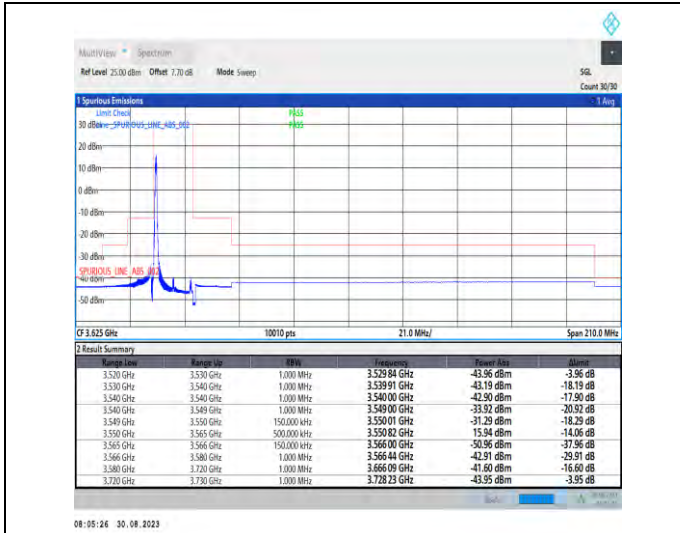 MultiView Spectrum
Ref Level 25.00 dBm Offset 7.70 dB Mode Sweep SGL
Count 30/30
1 Spurious Emissions 1 Avg
Limit Check PASS
30 dBm Line _SPURIOUS_LINE_ABS_002 PASS
20 dBm
10 dBm
0 dBm
-10 dBm
-20 dBm
-30 dBm
SPURIOUS_LINE_ABS_002
-40 dBm
-50 dBm
CF 3.625 GHz 10010 pts 21.0 MHz/ Span 210.0 MHz
2 Result Summary
Range Low Range Up RBW Frequency Power Abs ΔLimit
3.520 GHz 3.530 GHz 1.000 MHz 3.529 84 GHz -43.96 dBm -3.96 dB
3.530 GHz 3.540 GHz 1.000 MHz 3.539 91 GHz -43.19 dBm -18.19 dB
3.540 GHz 3.540 GHz 1.000 MHz 3.540 00 GHz -42.90 dBm -17.90 dB
3.540 GHz 3.549 GHz 1.000 MHz 3.549 00 GHz -33.92 dBm -20.92 dB
3.549 GHz 3.550 GHz 150.000 kHz 3.550 01 GHz -31.29 dBm -18.29 dB
3.550 GHz 3.565 GHz 500.000 kHz 3.550 82 GHz 15.94 dBm -14.06 dB
3.565 GHz 3.566 GHz 150.000 kHz 3.566 00 GHz -50.96 dBm -37.96 dB
3.566 GHz 3.580 GHz 1.000 MHz 3.566 44 GHz -42.91 dBm -29.91 dB
3.580 GHz 3.720 GHz 1.000 MHz 3.666 09 GHz -41.60 dBm -16.60 dB
3.720 GHz 3.730 GHz 1.000 MHz 3.728 23 GHz -43.95 dBm -3.95 dB
08:05:26 30.08.2023